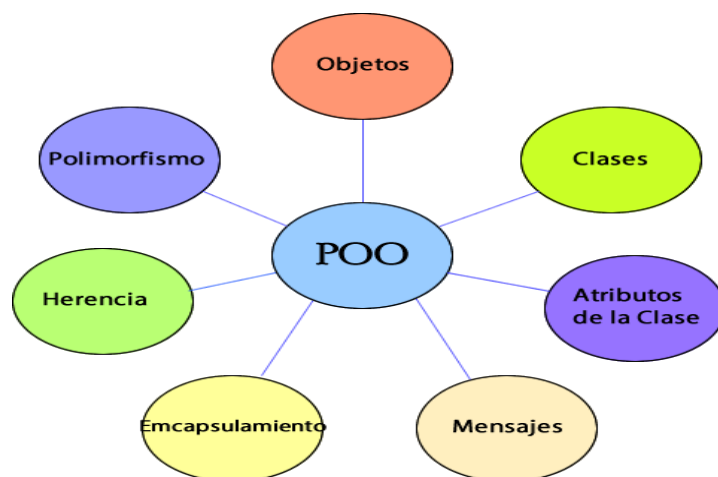 Objetos
Polimorfismo
Clases
POO
Herencia
Atributos
de la Clase
Emcapsulamiento
Mensajes